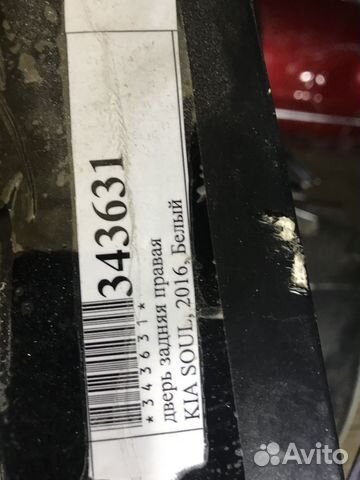 343631
*343631*
дверь задняя правая
KIA SOUL, 2016, Белый
Avito